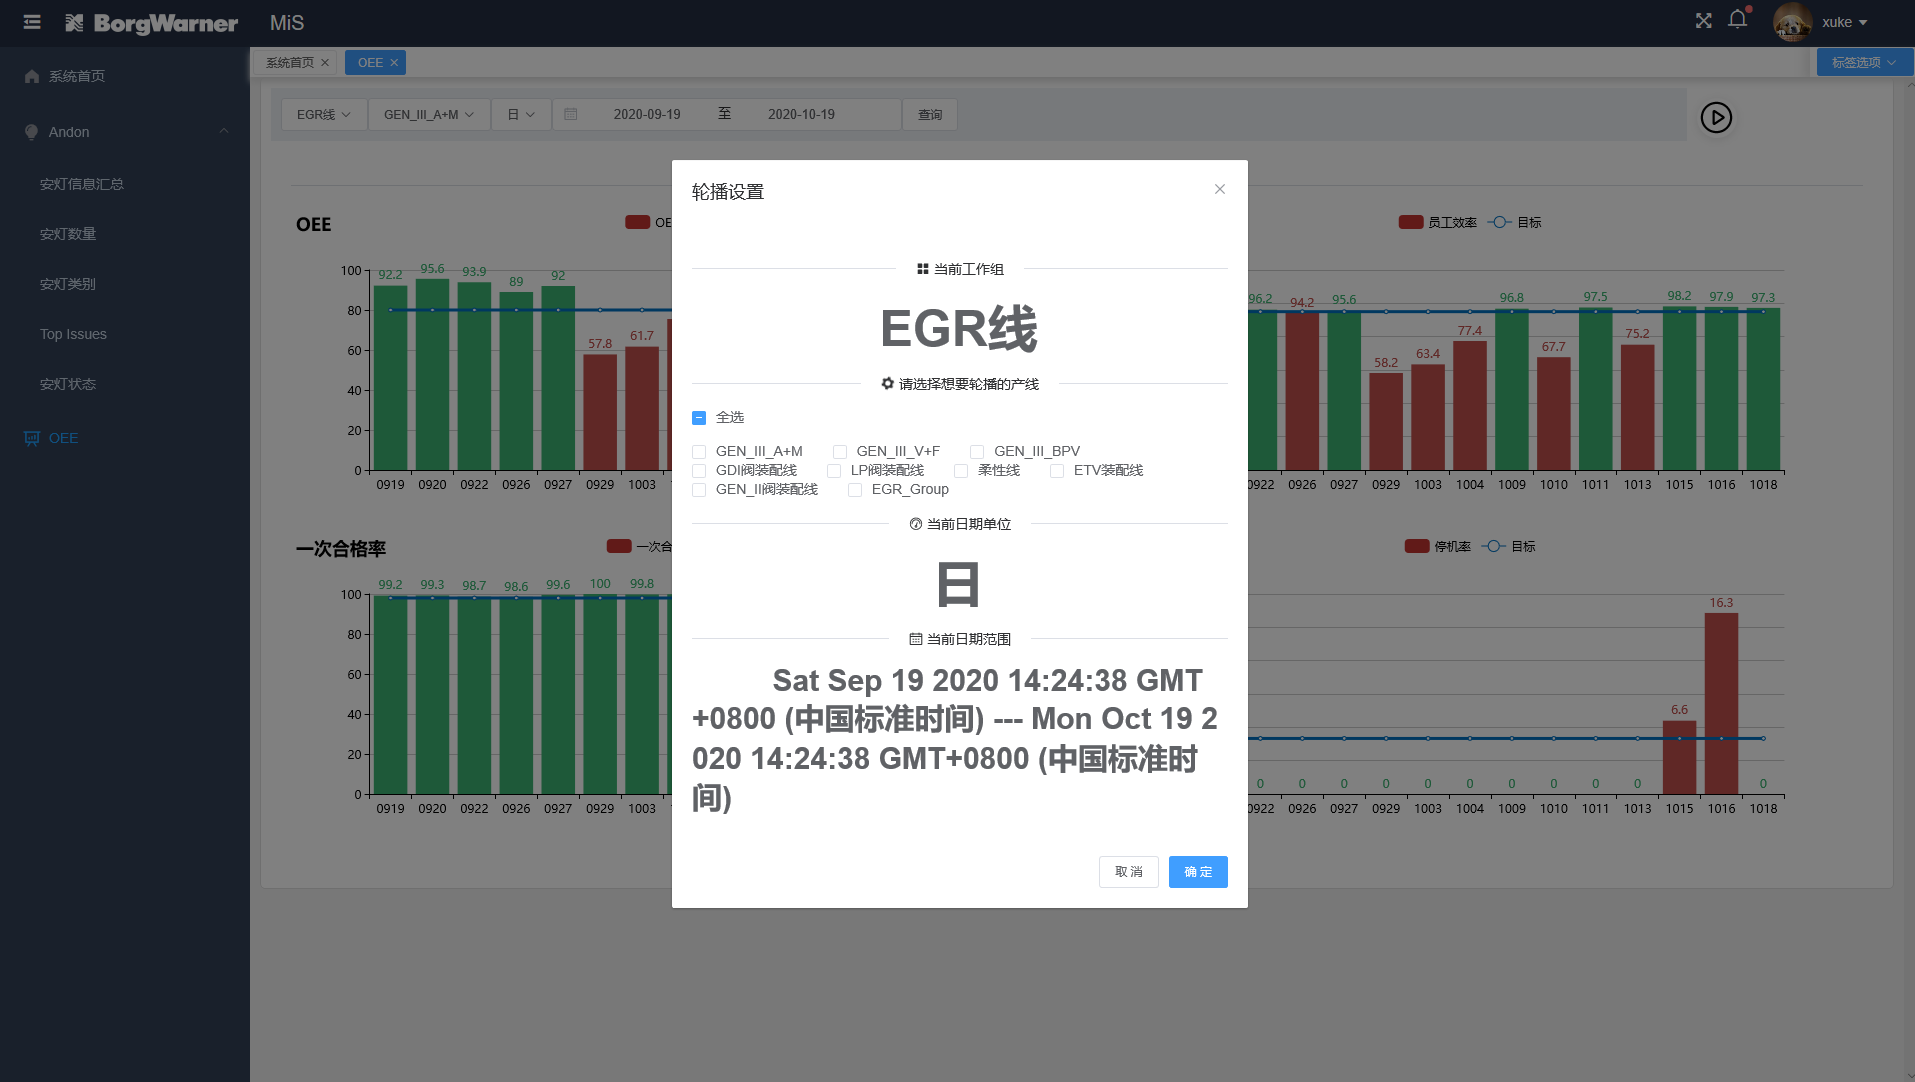 BorgWarner MiS xuke
系统首页
Andon
安灯信息汇总
安灯数量
安灯类别
Top Issues
安灯状态
OEE
系统首页 OEE 标签选项
EGR线 GEN_III_A+M 日 2020-09-19 至 2020-10-19 查询
OEE
OE
100
80
60
40
20
0
92.2 95.6 93.9 89 92 57.8 61.7
0919 0920 0922 0926 0927 0929 1003
员工效率 目标
96.2 94.2 95.6 58.2 63.4 77.4 96.8 67.7 97.5 75.2 98.2 97.9 97.3
0922 0926 0927 0929 1003 1004 1009 1010 1011 1013 1015 1016 1018
一次合格率
一次合
100
80
60
40
20
0
99.2 99.3 98.7 98.6 99.6 100 99.8
0919 0920 0922 0926 0927 0929 1003
停机率 目标
0 0 0 0 0 0 0 0 0 0 6.6 16.3 0
0922 0926 0927 0929 1003 1004 1009 1010 1011 1013 1015 1016 1018
轮播设置
当前工作组
EGR线
请选择想要轮播的产线
全选
GEN_III_A+M GEN_III_V+F GEN_III_BPV
GDI阀装配线 LP阀装配线 柔性线 ETV装配线
GEN_II阀装配线 EGR_Group
当前日期单位
日
当前日期范围
Sat Sep 19 2020 14:24:38 GMT
+0800 (中国标准时间) --- Mon Oct 19 2
020 14:24:38 GMT+0800 (中国标准时
间)
取 消 确 定